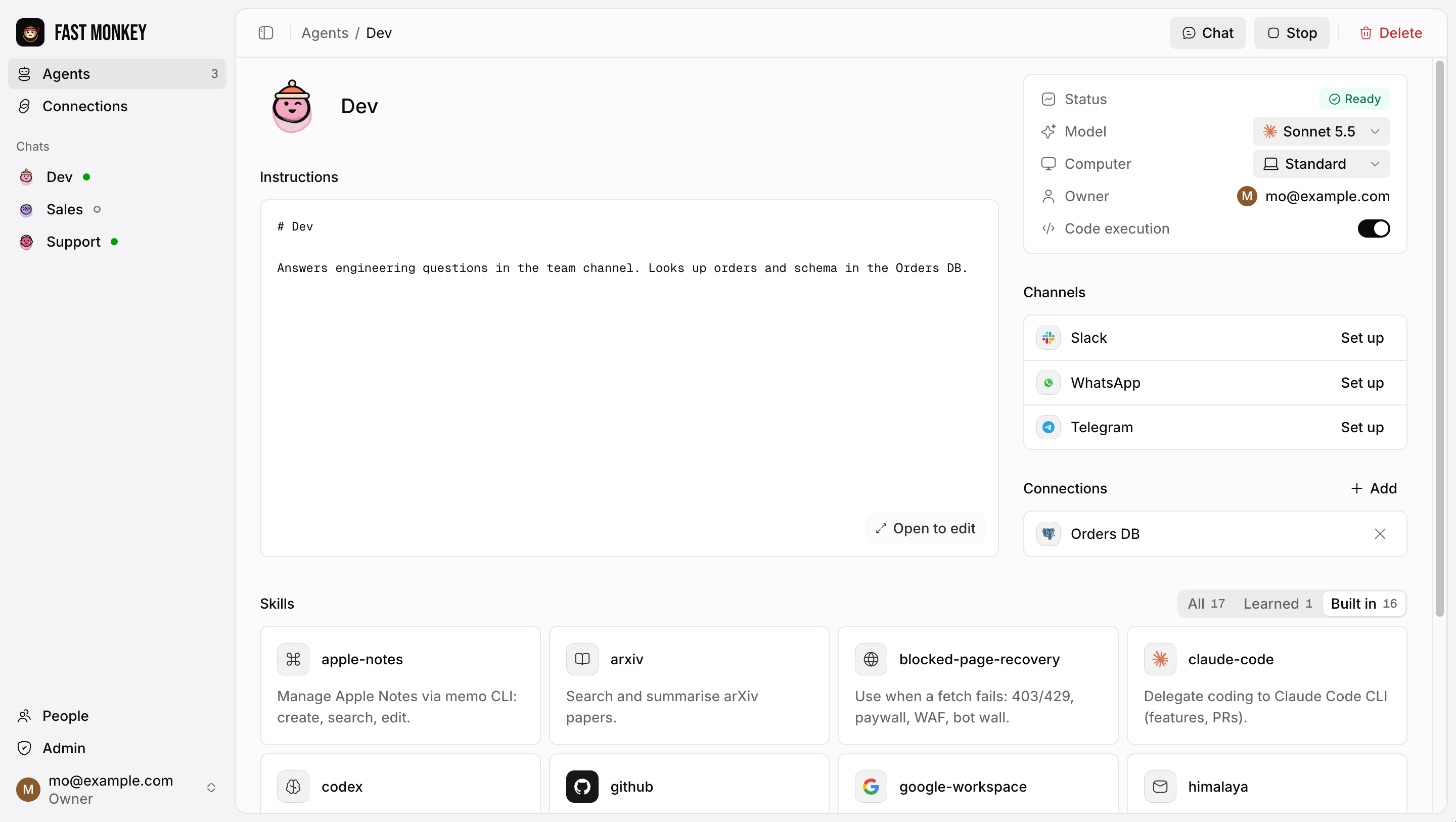 FAST MONKEY
Agents 3
Connections
Chats
Dev
Sales
Support
People
Admin
M mo@example.com
Owner
Agents / Dev
Chat
Stop
Delete
Dev
Instructions
# Dev
Answers engineering questions in the team channel. Looks up orders and schema in the Orders DB.
Open to edit
Status Ready
Model Sonnet 5.5
Computer Standard
Owner M mo@example.com
Code execution
Channels
Slack Set up
WhatsApp Set up
Telegram Set up
Connections Add
Orders DB
Skills
All 17 Learned 1 Built in 16
apple-notes
Manage Apple Notes via memo CLI:
create, search, edit.
arxiv
Search and summarise arXiv
papers.
blocked-page-recovery
Use when a fetch fails: 403/429,
paywall, WAF, bot wall.
claude-code
Delegate coding to Claude Code CLI
(features, PRs).
codex
github
google-workspace
himalaya